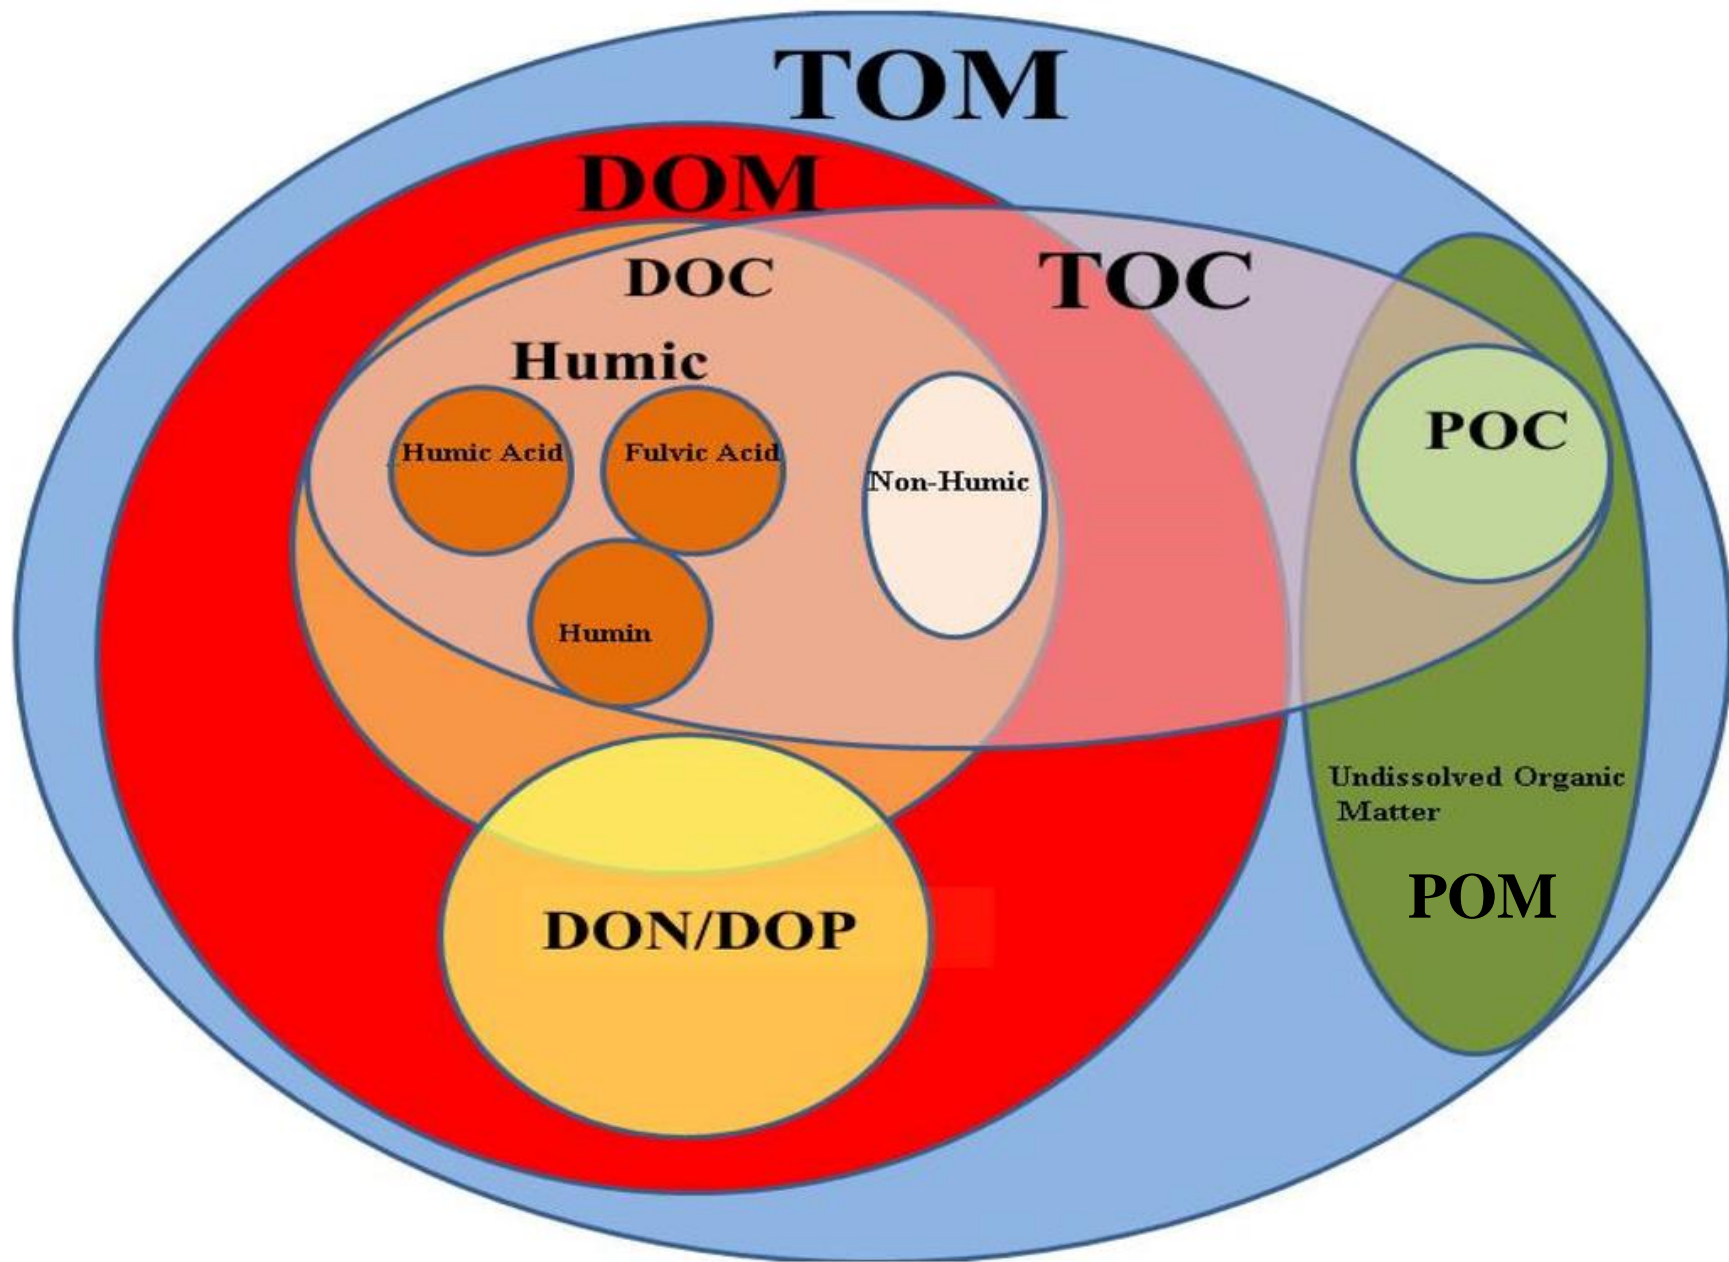 TOM
DOM
DOC
TOC
Humic
Humic Acid
Fulvic Acid
Non-Humic
POC
Humin
Undissolved Organic
Matter
POM
DON/DOP